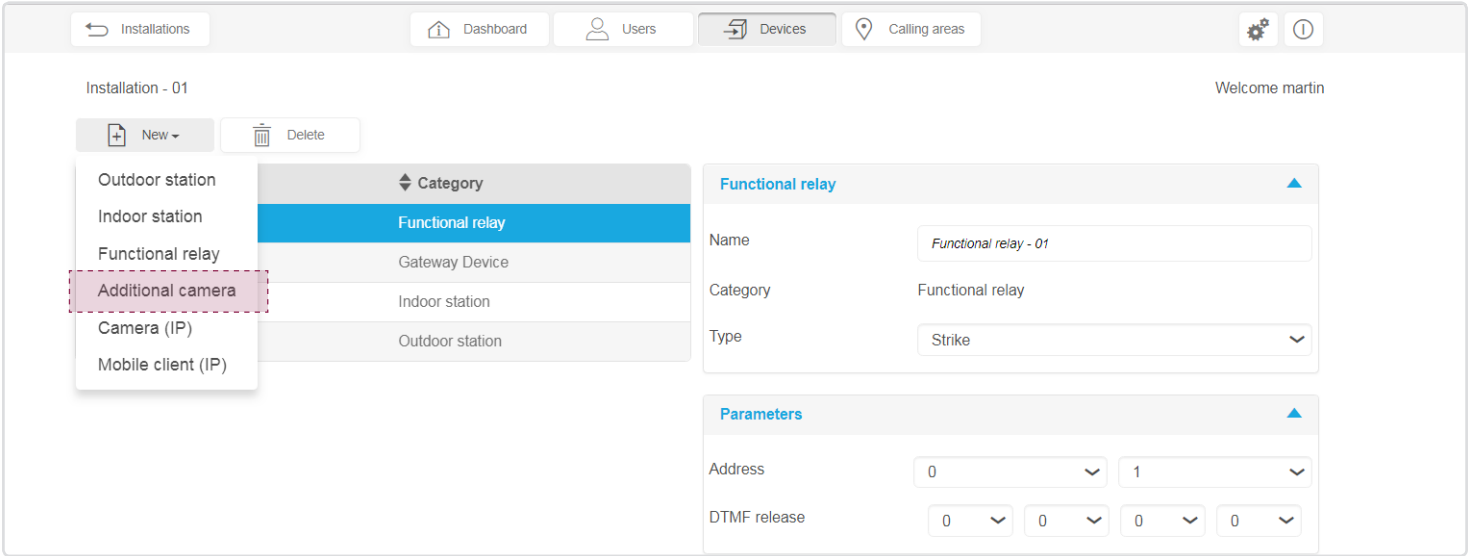 Installations
Dashboard
Users
Devices
Calling areas
Installation - 01
Welcome martin
New
Delete
Outdoor station
Indoor station
Functional relay
Additional camera
Camera (IP)
Mobile client (IP)
Category
Functional relay
Gateway Device
Indoor station
Outdoor station
Functional relay
Name
Functional relay - 01
Category
Functional relay
Type
Strike
Parameters
Address
0
1
DTMF release
0
0
0
0